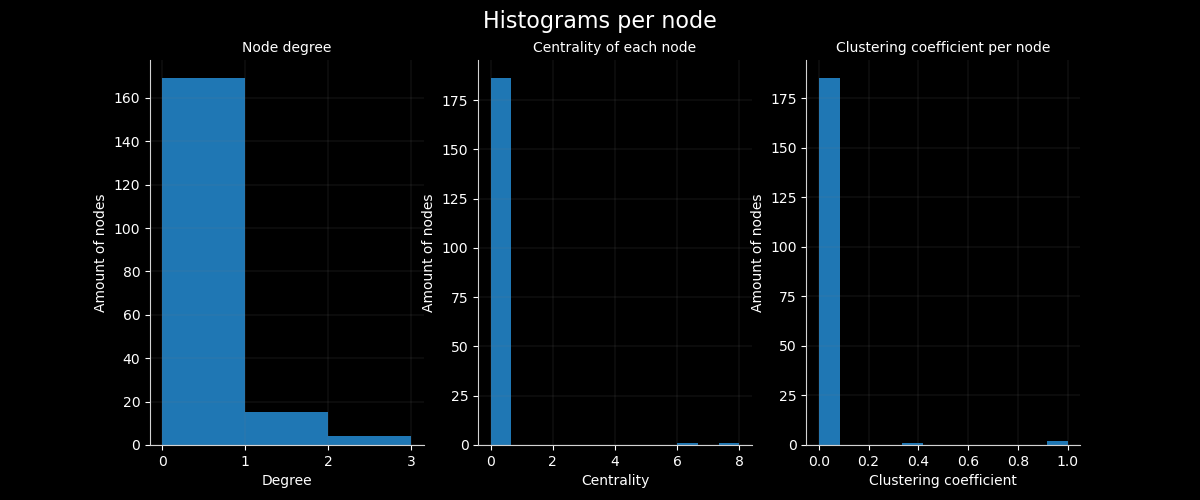 Histograms per node
Node degree
160
140
120
100
80
60
40
20
0
Amount of nodes
0 1 2 3
Degree
Centrality of each node
175
150
125
100
75
50
25
0
Amount of nodes
0 2 4 6 8
Centrality
Clustering coefficient per node
175
150
125
100
75
50
25
0
Amount of nodes
0.0 0.2 0.4 0.6 0.8 1.0
Clustering coefficient